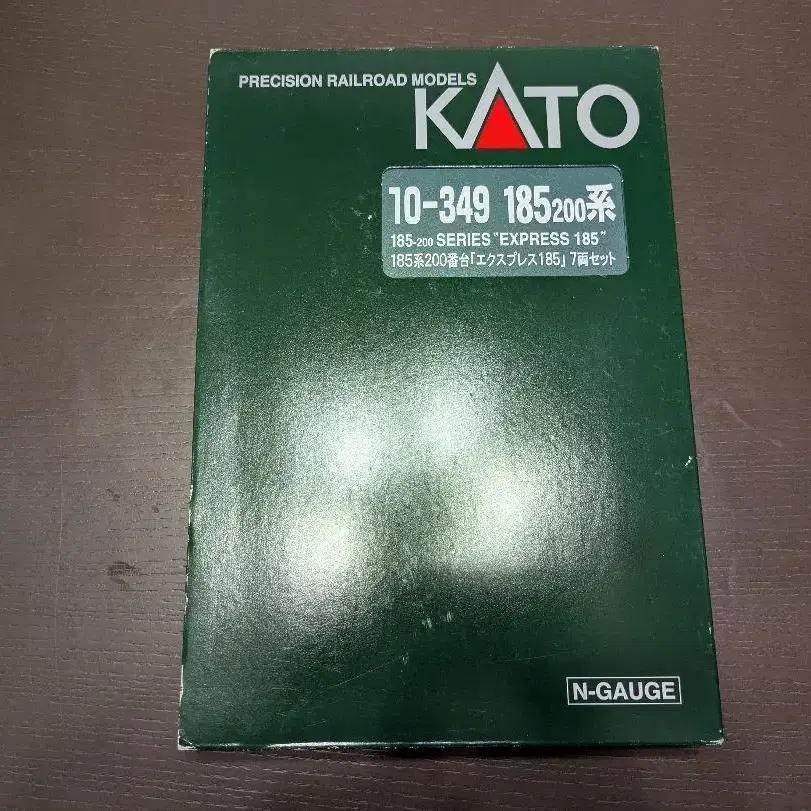 PRECISION RAILROAD MODELS
KATO
10-349 185200系
185-200 SERIES "EXPRESS 185"
185系200番台「エクスプレス185」7両セット
N-GAUGE